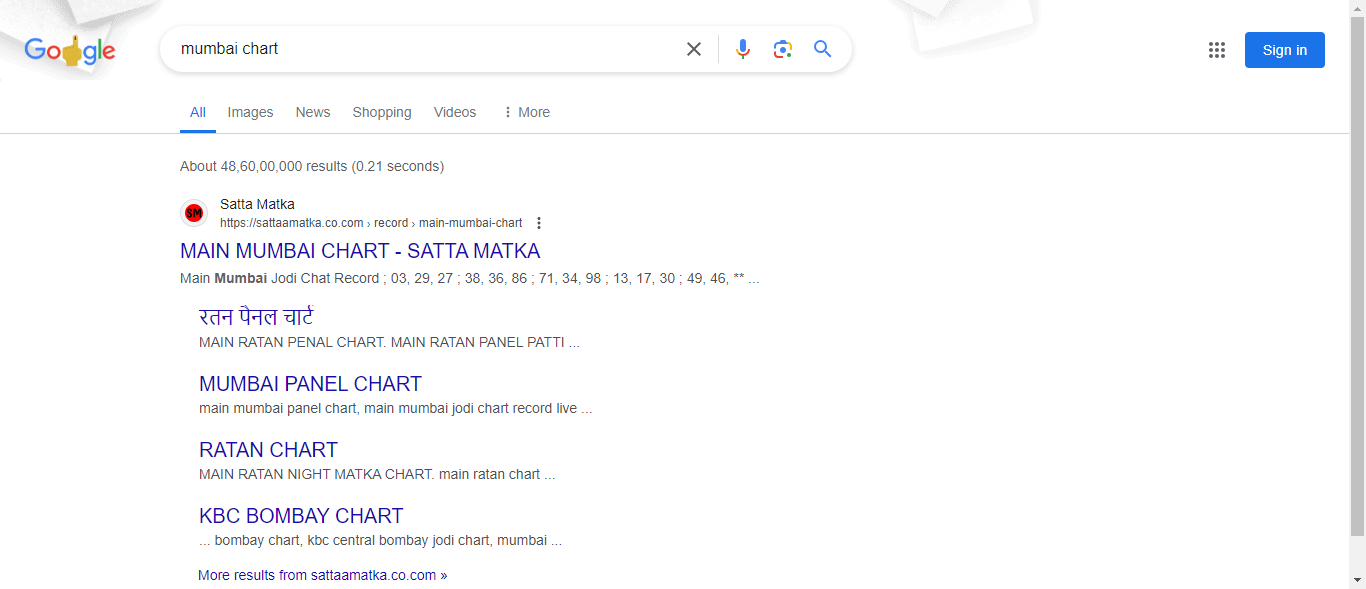 Google
mumbai chart
Sign in
All Images News Shopping Videos More
About 48,60,00,000 results (0.21 seconds)
SM
Satta Matka
https://sattaamatka.co.com › record › main-mumbai-chart
MAIN MUMBAI CHART - SATTA MATKA
Main Mumbai Jodi Chat Record ; 03, 29, 27 ; 38, 36, 86 ; 71, 34, 98 ; 13, 17, 30 ; 49, 46, ** ...
रतन पैनल चार्ट
MAIN RATAN PENAL CHART. MAIN RATAN PANEL PATTI ...
MUMBAI PANEL CHART
main mumbai panel chart, main mumbai jodi chart record live ...
RATAN CHART
MAIN RATAN NIGHT MATKA CHART. main ratan chart ...
KBC BOMBAY CHART
... bombay chart, kbc central bombay jodi chart, mumbai ...
More results from sattaamatka.co.com »